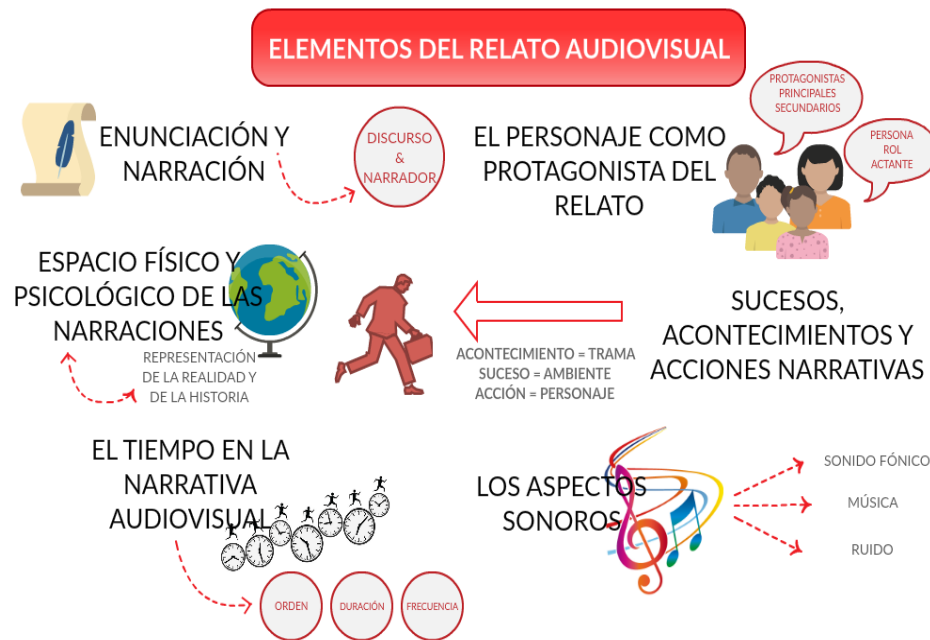 ELEMENTOS DEL RELATO AUDIOVISUAL
ENUNCIACIÓN Y
NARRACIÓN
DISCURSO
&
NARRADOR
EL PERSONAJE COMO
PROTAGONISTA DEL
RELATO
PROTAGONISTAS
PRINCIPALES
SECUNDARIOS
PERSONA
ROL
ACTANTE
ESPACIO FÍSICO Y
PSICOLÓGICO DE LAS
NARRACIONES
REPRESENTACIÓN
DE LA REALIDAD Y
DE LA HISTORIA
SUCESOS,
ACONTECIMIENTOS Y
ACCIONES NARRATIVAS
ACONTECIMIENTO = TRAMA
SUCESO = AMBIENTE
ACCIÓN = PERSONAJE
EL TIEMPO EN LA
NARRATIVA
AUDIOVISUAL
ORDEN
DURACIÓN
FRECUENCIA
LOS ASPECTOS
SONOROS
SONIDO FÓNICO
MÚSICA
RUIDO